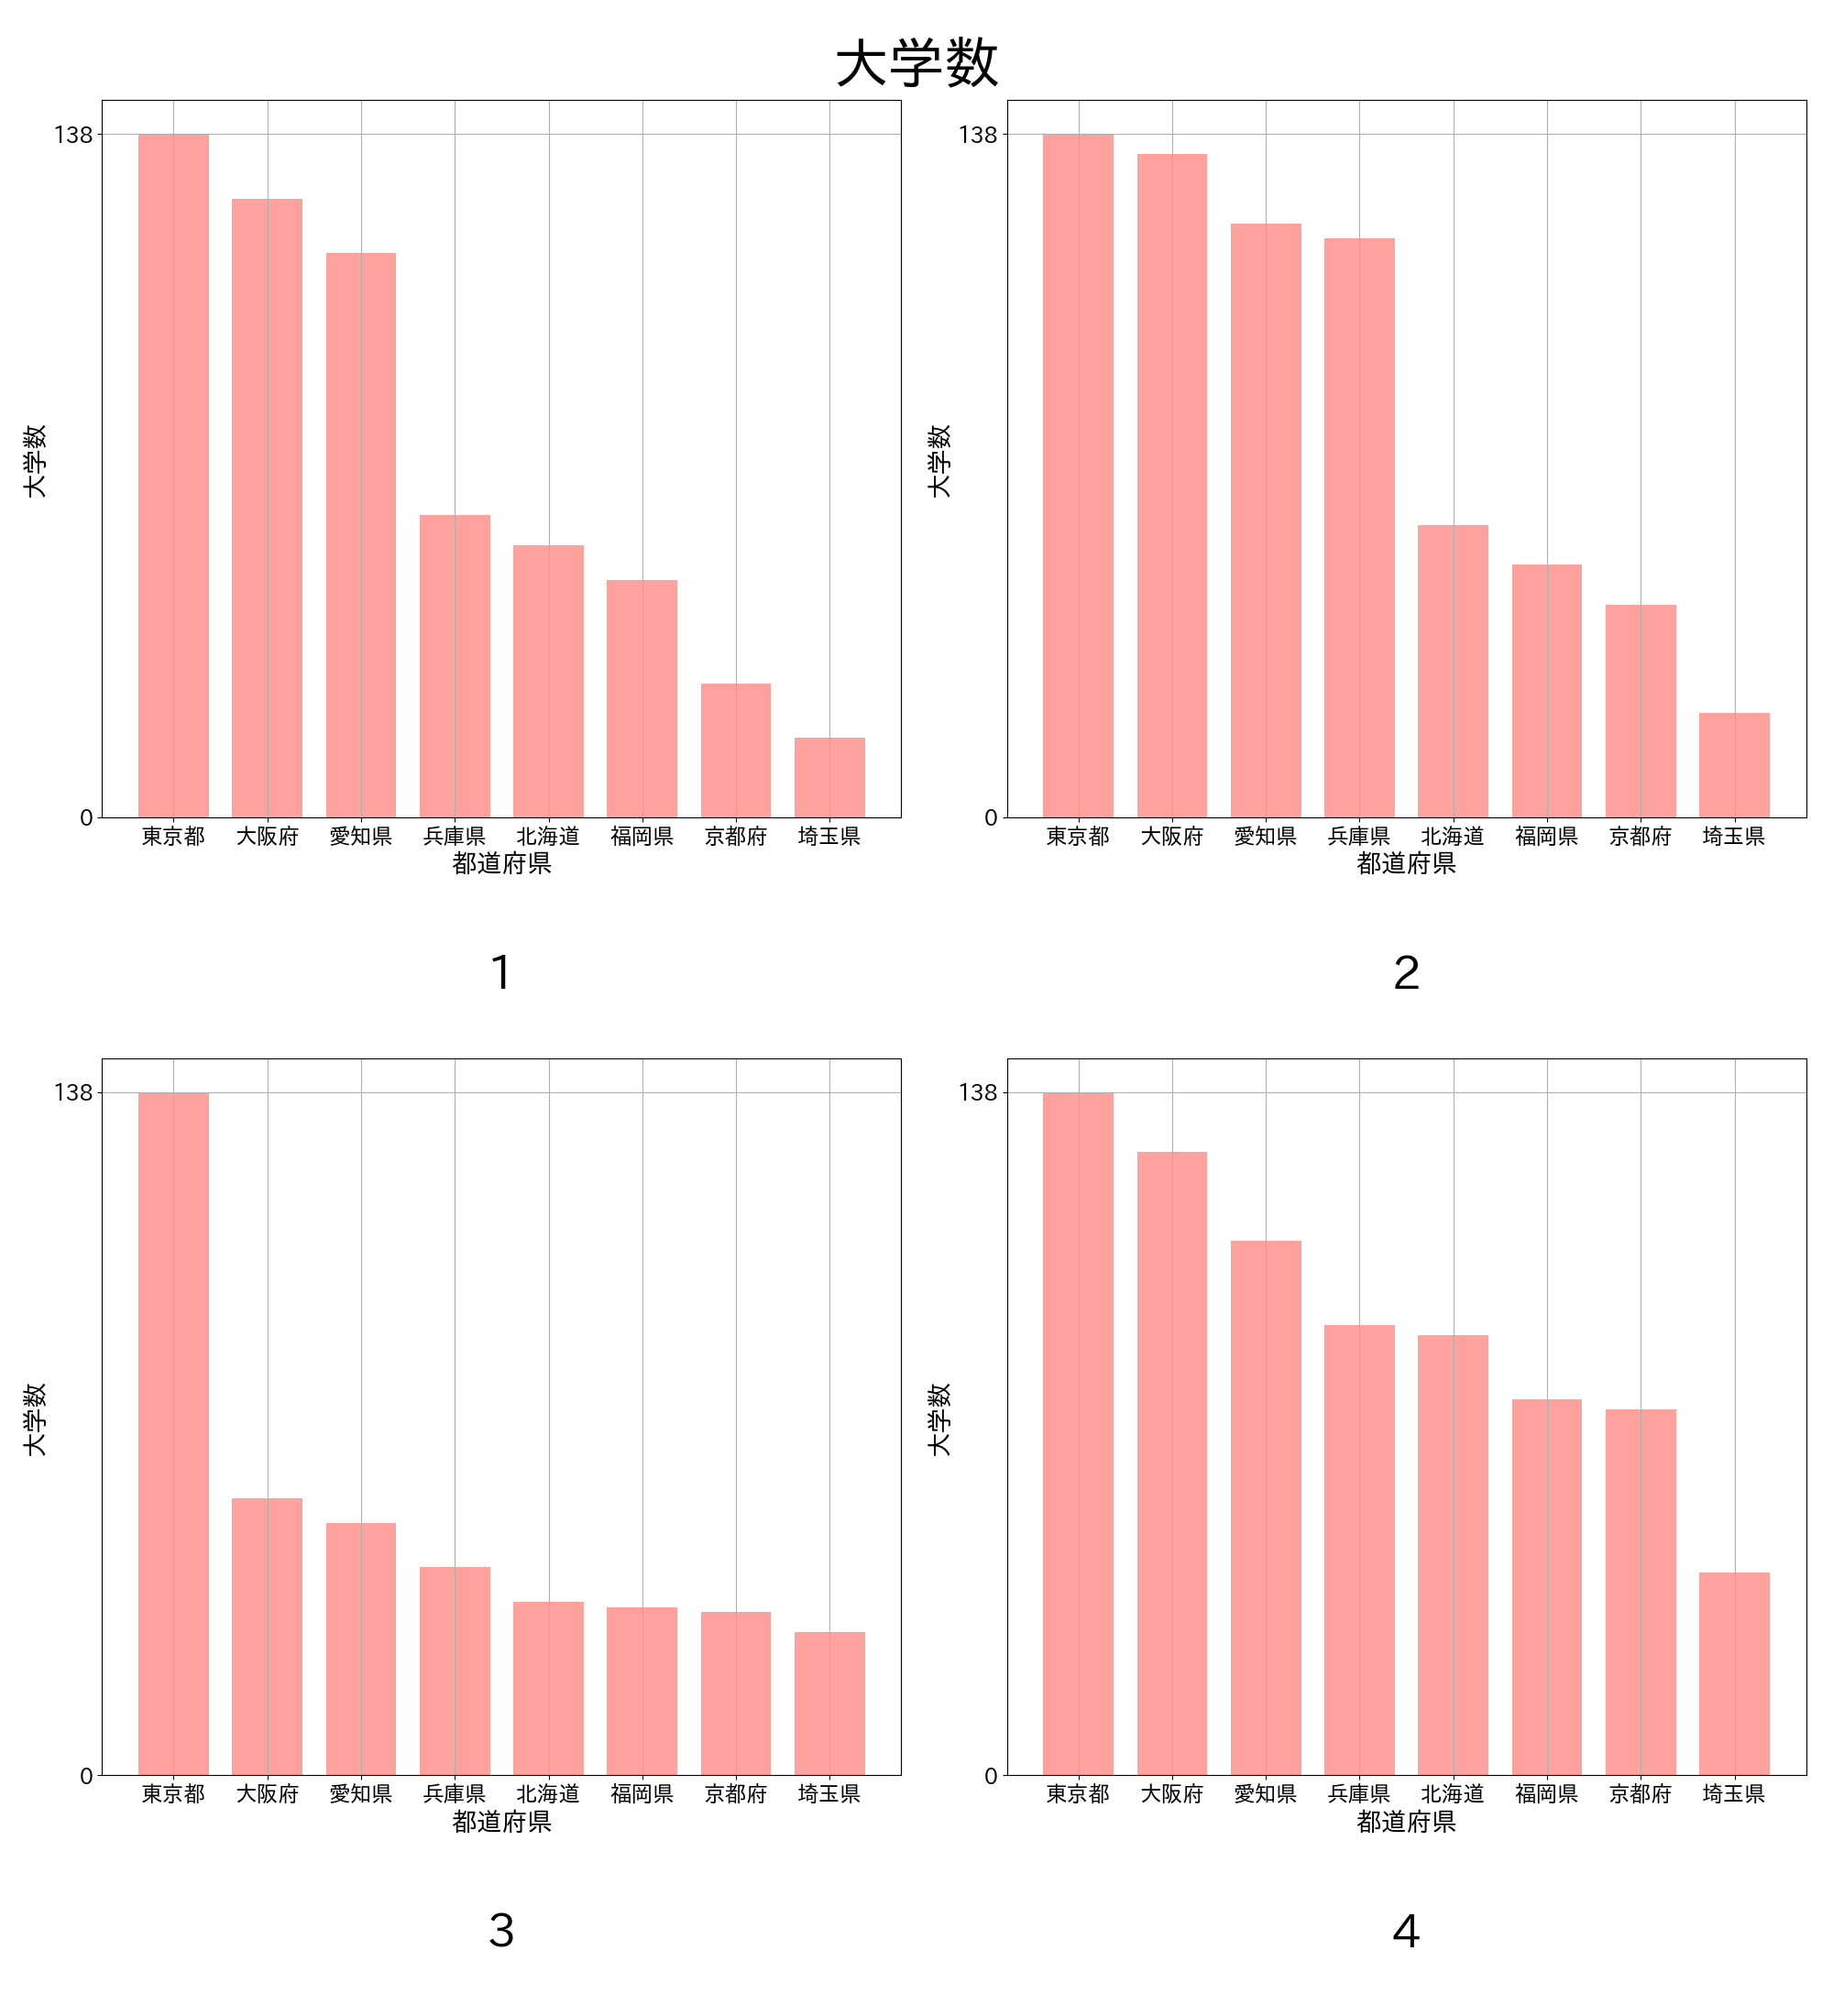 大学数
138
0
大学数
東京都 大阪府 愛知県 兵庫県 北海道 福岡県 京都府 埼玉県
都道府県
1
138
0
大学数
東京都 大阪府 愛知県 兵庫県 北海道 福岡県 京都府 埼玉県
都道府県
2
138
0
大学数
東京都 大阪府 愛知県 兵庫県 北海道 福岡県 京都府 埼玉県
都道府県
3
138
0
大学数
東京都 大阪府 愛知県 兵庫県 北海道 福岡県 京都府 埼玉県
都道府県
4